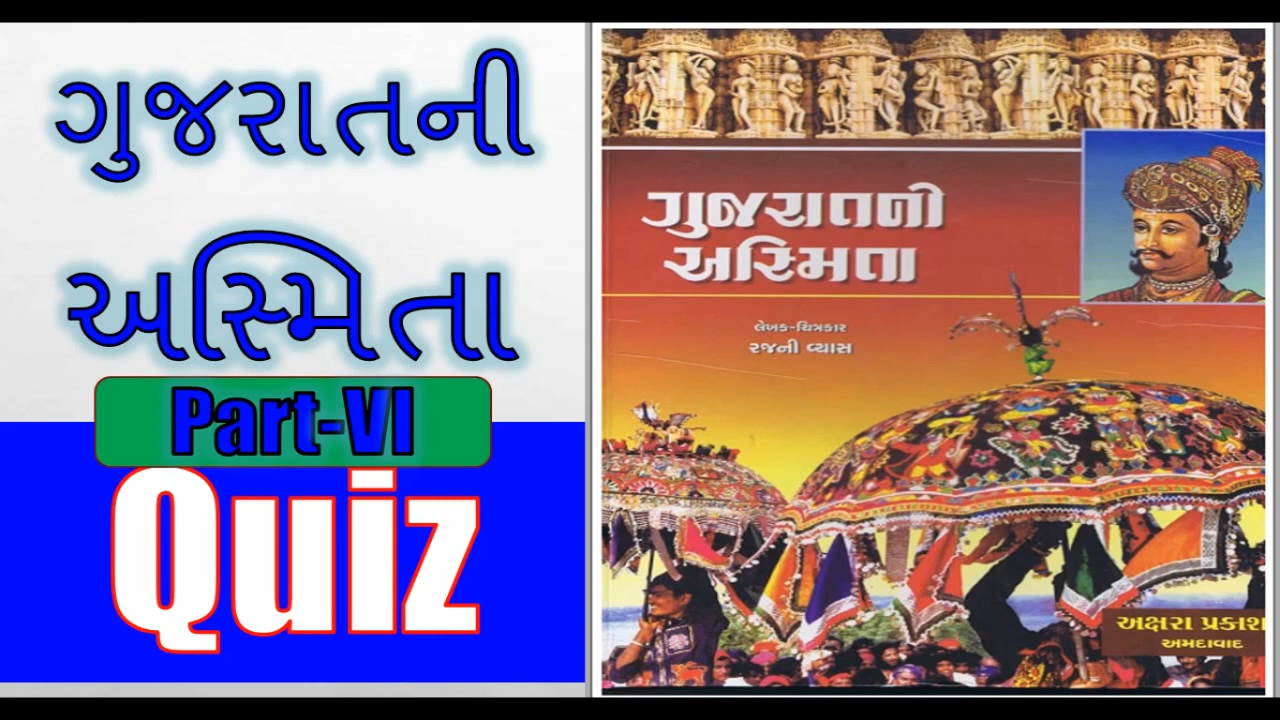 ગુજરાતની
અસ્મિતા
Part-VI
Quiz
ગુજરાતની
અસ્મિતા
લેખક-ચિત્રકાર
રજની વ્યાસ
અક્ષરા પ્રકાશ
અમદાવાદ